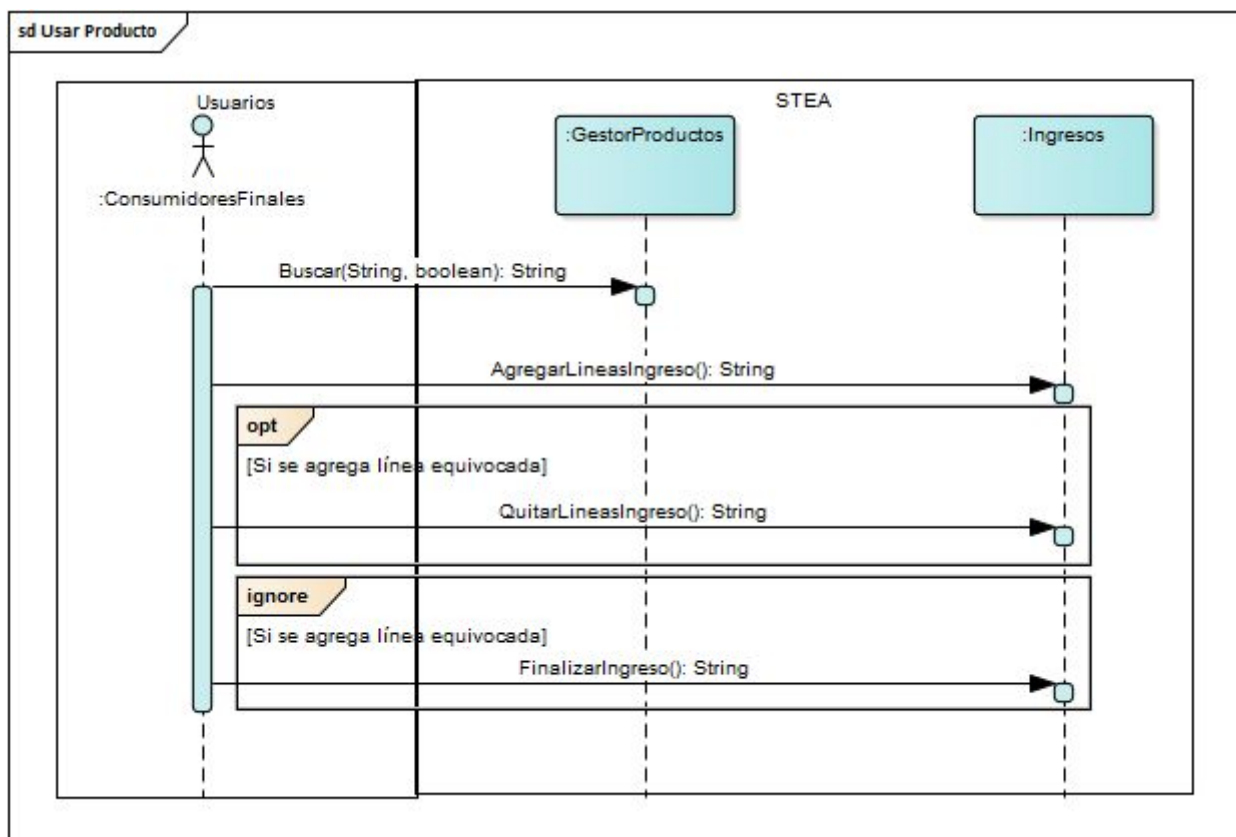 sd Usar Producto
Usuarios
STEA
:ConsumidoresFinales
:GestorProductos
:Ingresos
Buscar(String, boolean): String
AgregarLineasIngreso(): String
opt
[Si se agrega línea equivocada]
QuitarLineasIngreso(): String
ignore
[Si se agrega línea equivocada]
FinalizarIngreso(): String